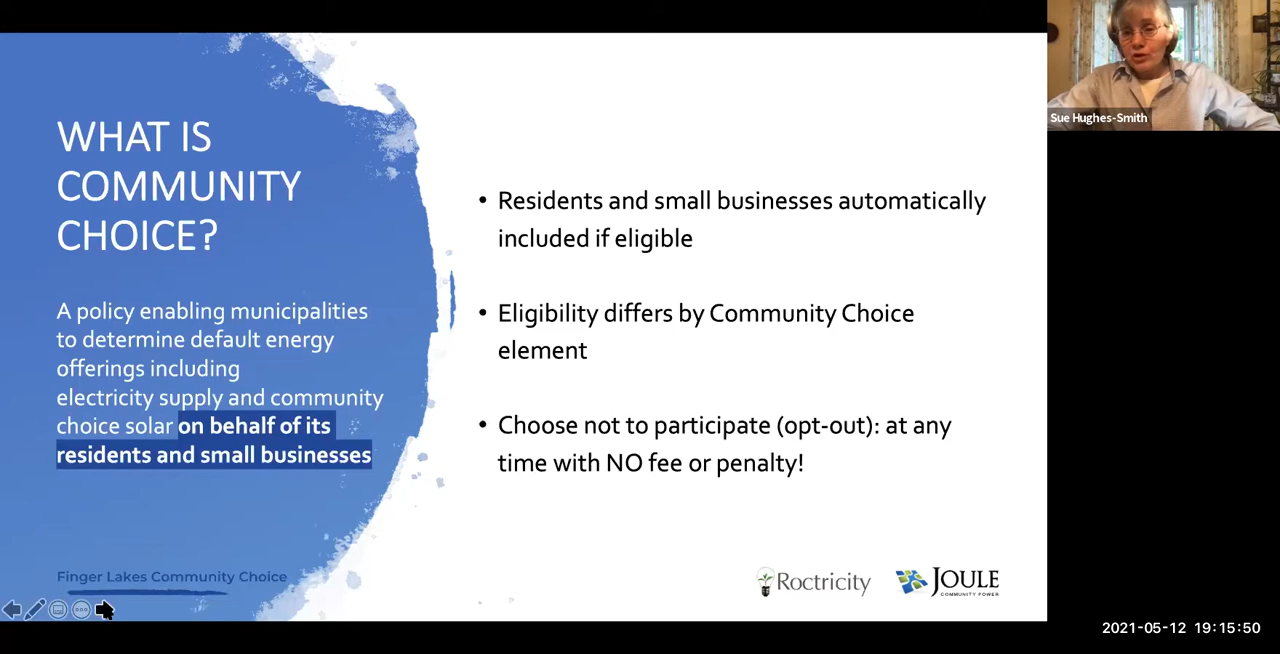 WHAT IS
COMMUNITY
CHOICE?
A policy enabling municipalities
to determine default energy
offerings including
electricity supply and community
choice solar on behalf of its
residents and small businesses
Finger Lakes Community Choice
• Residents and small businesses automatically
included if eligible
• Eligibility differs by Community Choice
element
• Choose not to participate (opt-out): at any
time with NO fee or penalty!
Roctricity
JOULE
COMMUNITY POWER
Sue Hughes-Smith
2021-05-12 19:15:50